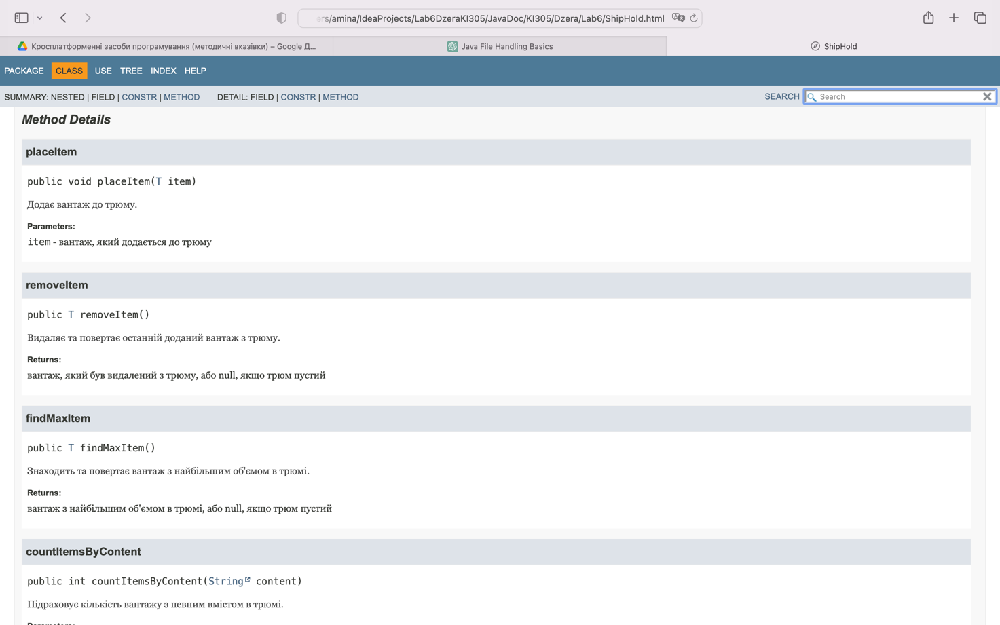 ers/amina/IdeaProjects/Lab6DzeraKI305/JavaDoc/KI305/Dzera/Lab6/ShipHold.html
Кросплатформенні засоби програмування (методичні вказівки) – Google Д...
Java File Handling Basics
ShipHold
PACKAGE CLASS USE TREE INDEX HELP
SUMMARY: NESTED | FIELD | CONSTR | METHOD DETAIL: FIELD | CONSTR | METHOD
SEARCH Search
Method Details
placeItem
public void placeItem(T item)
Додає вантаж до трюму.
Parameters:
item - вантаж, який додається до трюму
removeItem
public T removeItem()
Видаляє та повертає останній доданий вантаж з трюму.
Returns:
вантаж, який був видалений з трюму, або null, якщо трюм пустий
findMaxItem
public T findMaxItem()
Знаходить та повертає вантаж з найбільшим об'ємом в трюмі.
Returns:
вантаж з найбільшим об'ємом в трюмі, або null, якщо трюм пустий
countItemsByContent
public int countItemsByContent(String content)
Підраховує кількість вантажу з певним вмістом в трюмі.